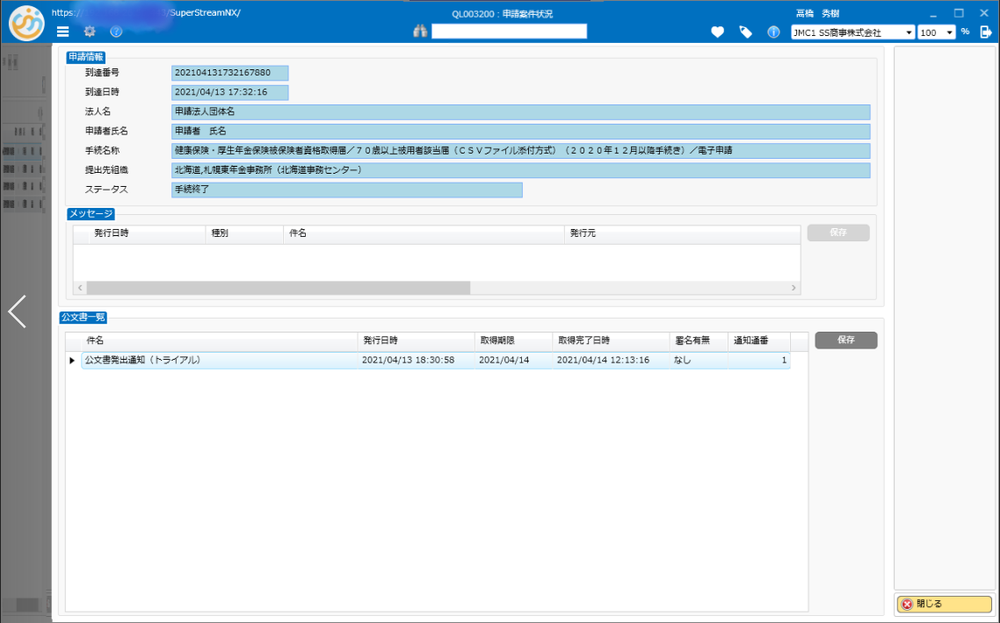 https:/
/SuperStreamNX/
QL003200：申請案件状況
高橋　秀樹
JMC1 SS商事株式会社
100
%
申請情報
到達番号 202104131732167880
到達日時 2021/04/13 17:32:16
法人名 申請法人団体名
申請者氏名 申請者　氏名
手続名称 健康保険・厚生年金保険被保険者資格取得届／７０歳以上被用者該当届（ＣＳＶファイル添付方式）（２０２０年１２月以降手続き）／電子申請
提出先組織 北海道,札幌東年金事務所（北海道事務センター）
ステータス 手続終了
メッセージ
発行日時 種別 件名 発行元
保存
公文書一覧
件名 発行日時 取得期限 取得完了日時 署名有無 通知通番
保存
公文書発出通知（トライアル） 2021/04/13 18:30:58 2021/04/14 2021/04/14 12:13:16 なし 1
閉じる